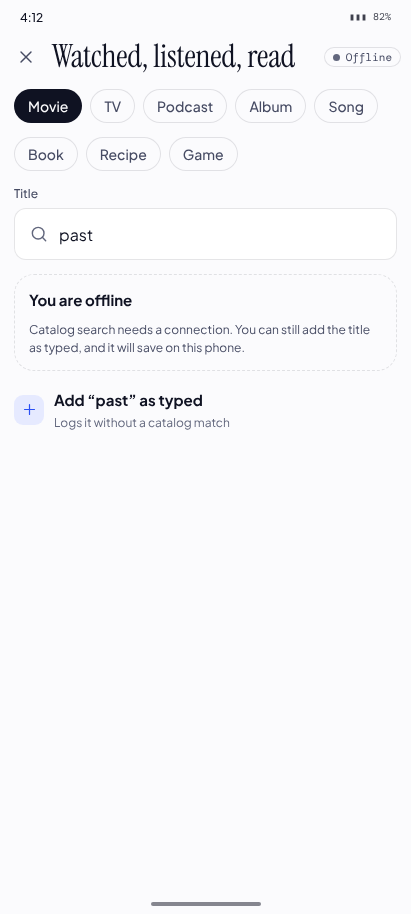 4:12
82%
Watched, listened, read
Offline
Movie
TV
Podcast
Album
Song
Book
Recipe
Game
Title
past
You are offline
Catalog search needs a connection. You can still add the title
as typed, and it will save on this phone.
Add “past” as typed
Logs it without a catalog match